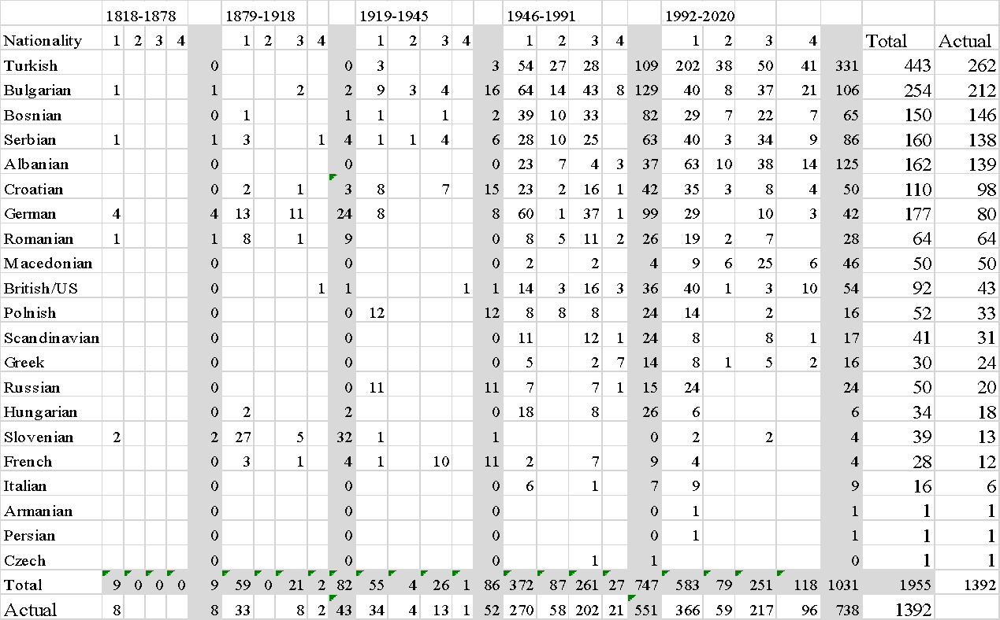 1818-1878 1879-1918 1919-1945 1946-1991 1992-2020
Nationality 1 2 3 4 1 2 3 4 1 2 3 4 1 2 3 4 1 2 3 4 Total Actual
Turkish 0 0 3 3 54 27 28 109 202 38 50 41 331 443 262
Bulgarian 1 1 2 2 9 3 4 16 64 14 43 8 129 40 8 37 21 106 254 212
Bosnian 0 1 1 1 1 2 39 10 33 82 29 7 22 7 65 150 146
Serbian 1 1 3 1 4 1 1 4 6 28 10 25 63 40 3 34 9 86 160 138
Albanian 0 0 0 23 7 4 3 37 63 10 38 14 125 162 139
Croatian 0 2 1 3 8 7 15 23 2 16 1 42 35 3 8 4 50 110 98
German 4 4 13 11 24 8 8 60 1 37 1 99 29 10 3 42 177 80
Romanian 1 1 8 1 9 0 8 5 11 2 26 19 2 7 28 64 64
Macedonian 0 0 0 2 2 4 9 6 25 6 46 50 50
British/US 0 1 1 1 1 14 3 16 3 36 40 1 3 10 54 92 43
Polnish 0 0 12 12 8 8 8 24 14 2 16 52 33
Scandinavian 0 0 0 11 12 1 24 8 8 1 17 41 31
Greek 0 0 0 5 2 7 14 8 1 5 2 16 30 24
Russian 0 0 11 11 7 7 1 15 24 24 50 20
Hungarian 0 2 2 0 18 8 26 6 6 34 18
Slovenian 2 2 27 5 32 1 1 0 2 2 4 39 13
French 0 3 1 4 1 10 11 2 7 9 4 4 28 12
Italian 0 0 0 6 1 7 9 9 16 6
Armanian 0 0 0 0 1 1 1 1
Persian 0 0 0 0 1 1 1 1
Czech 0 0 0 1 1 0 1 1
Total 9 0 0 0 9 59 0 21 2 82 55 4 26 1 86 372 87 261 27 747 583 79 251 118 1031 1955 1392
Actual 8 8 33 8 2 43 34 4 13 1 52 270 58 202 21 551 366 59 217 96 738 1392